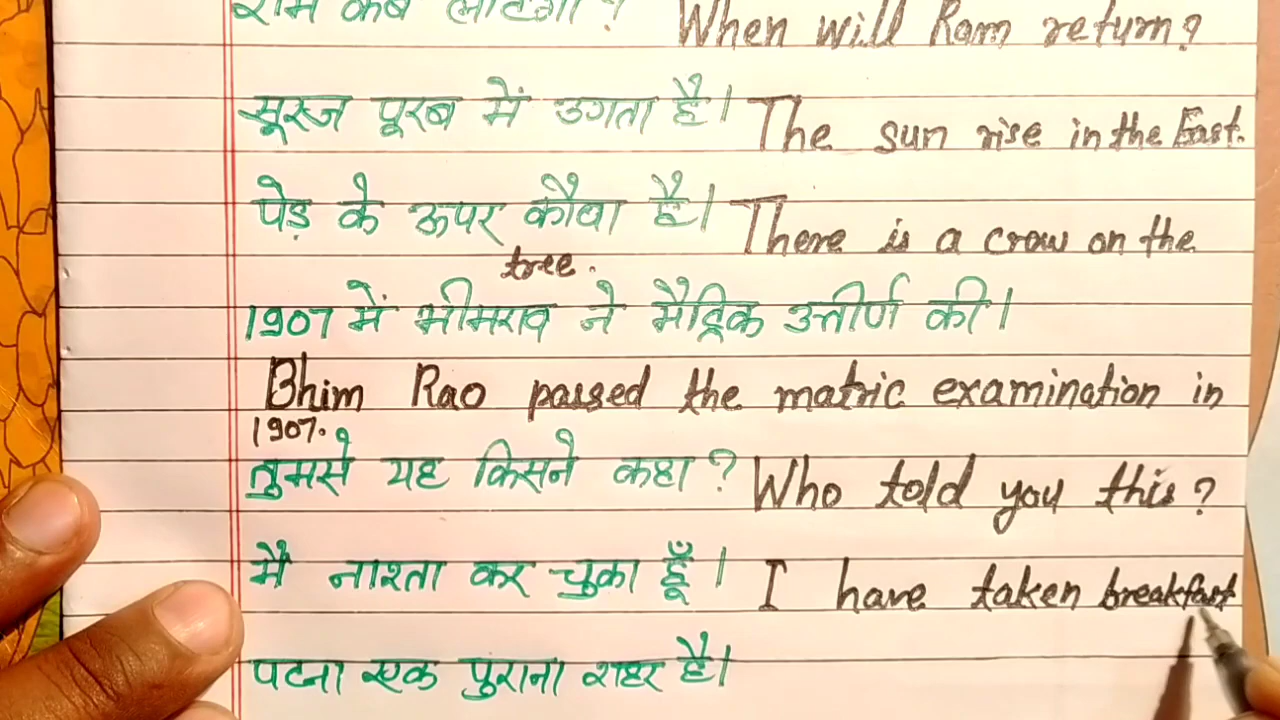 राम कब लौटेगा? When will Ram return?
सूरज पूरब में उगता है। The sun rise in the East.
पेड़ के ऊपर कौवा है। There is a crow on the
tree.
1907 में भीमराव ने मैट्रिक उत्तीर्ण की।
Bhim Rao passed the matric examination in
1907.
तुमसे यह किसने कहा? Who told you this?
मै नाश्ता कर चुका हूँ। I have taken breakfast
पटना एक पुराना शहर है।